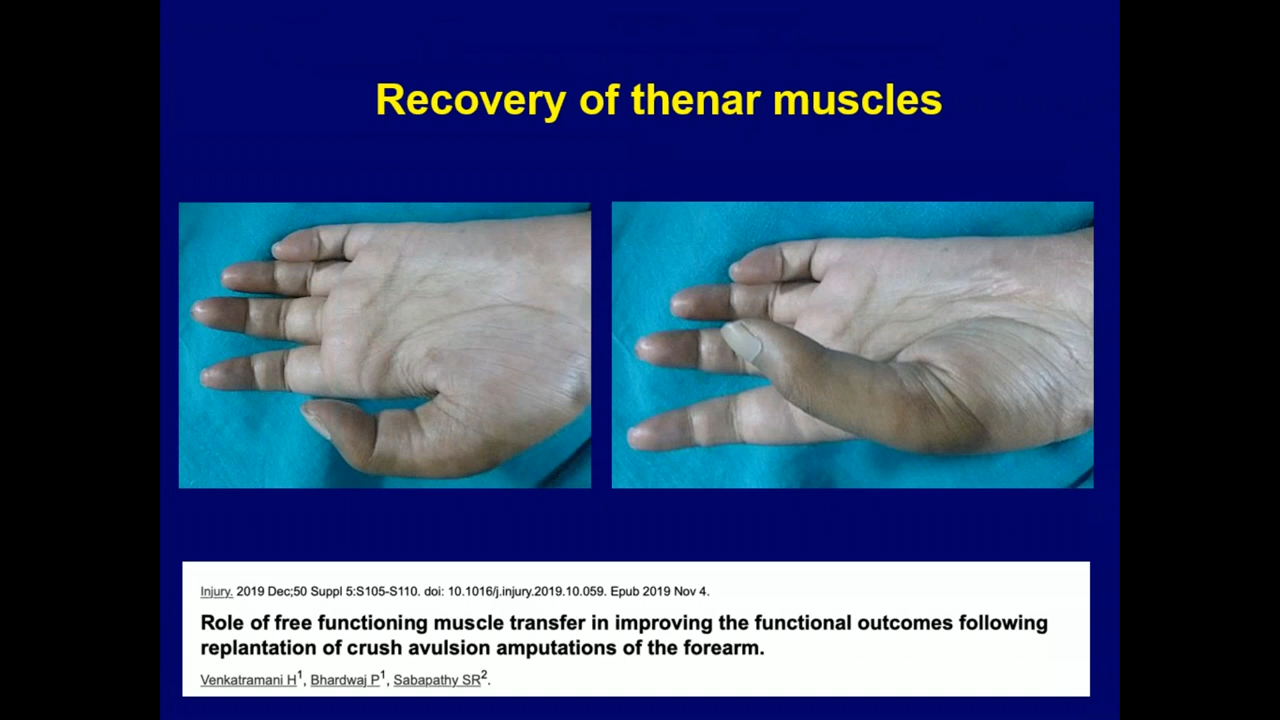 Recovery of thenar muscles
Injury. 2019 Dec;50 Suppl 5:S105-S110. doi: 10.1016/j.injury.2019.10.059. Epub 2019 Nov 4.
Role of free functioning muscle transfer in improving the functional outcomes following
replantation of crush avulsion amputations of the forearm.
Venkatramani H1, Bhardwaj P1, Sabapathy SR2.